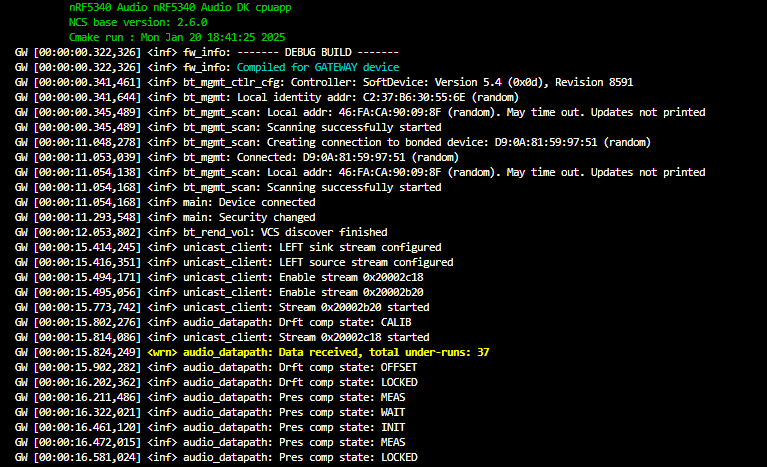 nRF5340 Audio nRF5340 Audio DK cpuapp
NCS base version: 2.6.0
Cmake run : Mon Jan 20 18:41:25 2025
GW [00:00:00.322,326] <inf> fw_info: ------- DEBUG BUILD -------
GW [00:00:00.322,326] <inf> fw_info: Compiled for GATEWAY device
GW [00:00:00.341,461] <inf> bt_mgmt_ctlr_cfg: Controller: SoftDevice: Version 5.4 (0x0d), Revision 8591
GW [00:00:00.341,644] <inf> bt_mgmt: Local identity addr: C2:37:B6:30:55:6E (random)
GW [00:00:00.345,489] <inf> bt_mgmt_scan: Local addr: 46:FA:CA:90:09:8F (random). May time out. Updates not printed
GW [00:00:00.345,489] <inf> bt_mgmt_scan: Scanning successfully started
GW [00:00:11.048,278] <inf> bt_mgmt_scan: Creating connection to bonded device: D9:0A:81:59:97:51 (random)
GW [00:00:11.053,039] <inf> bt_mgmt: Connected: D9:0A:81:59:97:51 (random)
GW [00:00:11.054,138] <inf> bt_mgmt_scan: Local addr: 46:FA:CA:90:09:8F (random). May time out. Updates not printed
GW [00:00:11.054,168] <inf> bt_mgmt_scan: Scanning successfully started
GW [00:00:11.054,168] <inf> main: Device connected
GW [00:00:11.293,548] <inf> main: Security changed
GW [00:00:12.053,802] <inf> bt_rend_vol: VCS discover finished
GW [00:00:15.414,245] <inf> unicast_client: LEFT sink stream configured
GW [00:00:15.416,351] <inf> unicast_client: LEFT source stream configured
GW [00:00:15.494,171] <inf> unicast_client: Enable stream 0x20002c18
GW [00:00:15.495,056] <inf> unicast_client: Enable stream 0x20002b20
GW [00:00:15.773,742] <inf> unicast_client: Stream 0x20002b20 started
GW [00:00:15.802,276] <inf> audio_datapath: Drft comp state: CALIB
GW [00:00:15.814,086] <inf> unicast_client: Stream 0x20002c18 started
GW [00:00:15.824,249] <wrn> audio_datapath: Data received, total under-runs: 37
GW [00:00:15.902,282] <inf> audio_datapath: Drft comp state: OFFSET
GW [00:00:16.202,362] <inf> audio_datapath: Drft comp state: LOCKED
GW [00:00:16.211,486] <inf> audio_datapath: Pres comp state: MEAS
GW [00:00:16.322,021] <inf> audio_datapath: Pres comp state: WAIT
GW [00:00:16.461,120] <inf> audio_datapath: Pres comp state: INIT
GW [00:00:16.472,015] <inf> audio_datapath: Pres comp state: MEAS
GW [00:00:16.581,024] <inf> audio_datapath: Pres comp state: LOCKED